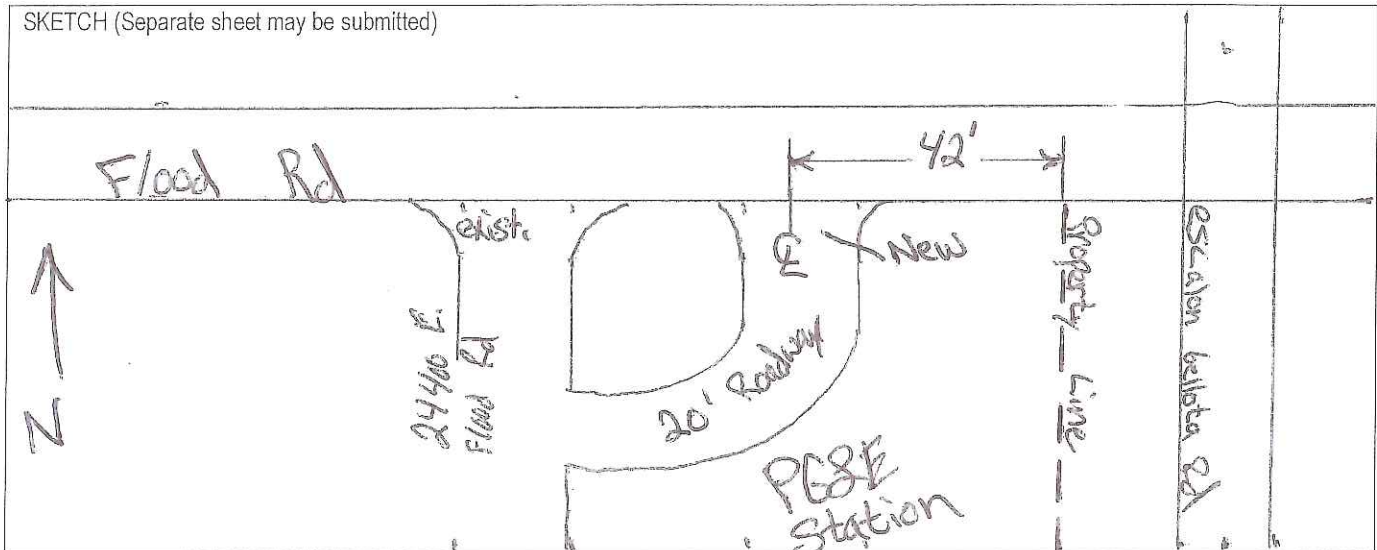 SKETCH (Separate sheet may be submitted)
42'
Flood Rd
exist.
New
Property Line
escalon bellota Rd
24400 E.
Flood Rd
20' Roadway
N
PG&E
Station